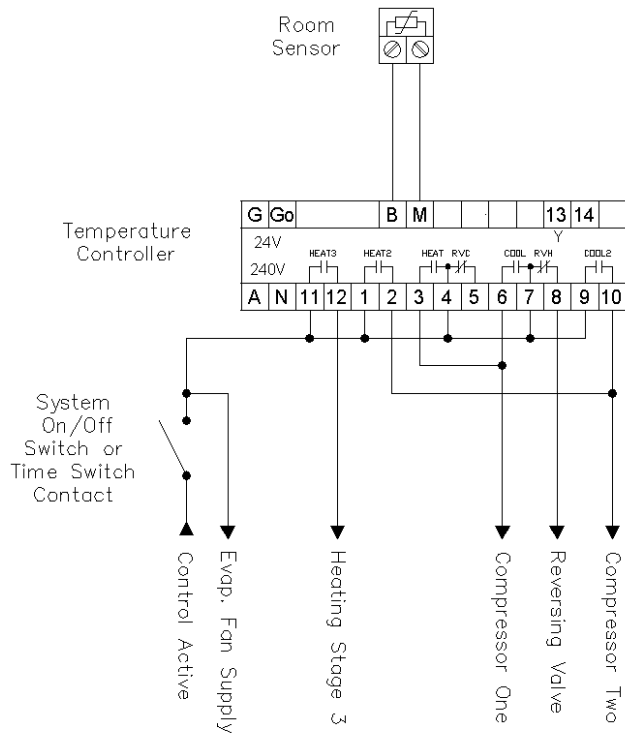 Room
Sensor
Temperature
Controller
G Go B M 13 14
24V Y
HEAT3 HEAT2 HEAT RVC COOL RVH COOL2
240V
A N 11 12 1 2 3 4 5 6 7 8 9 10
System
On/Off
Switch or
Time Switch
Contact
Control Active
Evap. Fan Supply
Heating Stage 3
Compressor One
Reversing Valve
Compressor Two